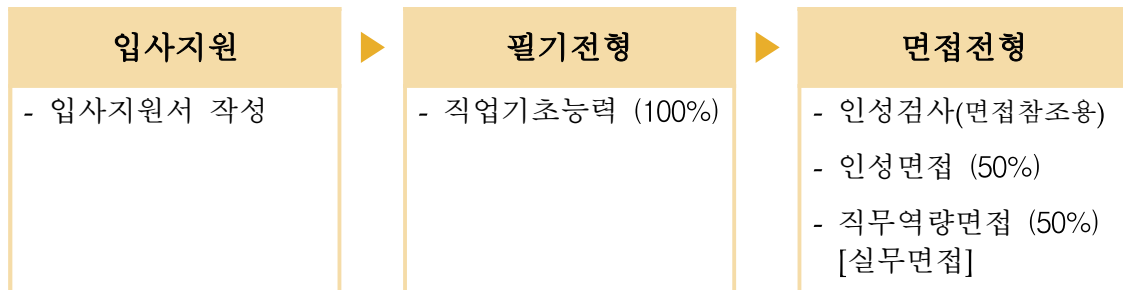 입사지원
- 입사지원서 작성
필기전형
- 직업기초능력 (100%)
면접전형
- 인성검사(면접참조용)
- 인성면접 (50%)
- 직무역량면접 (50%)
[실무면접]